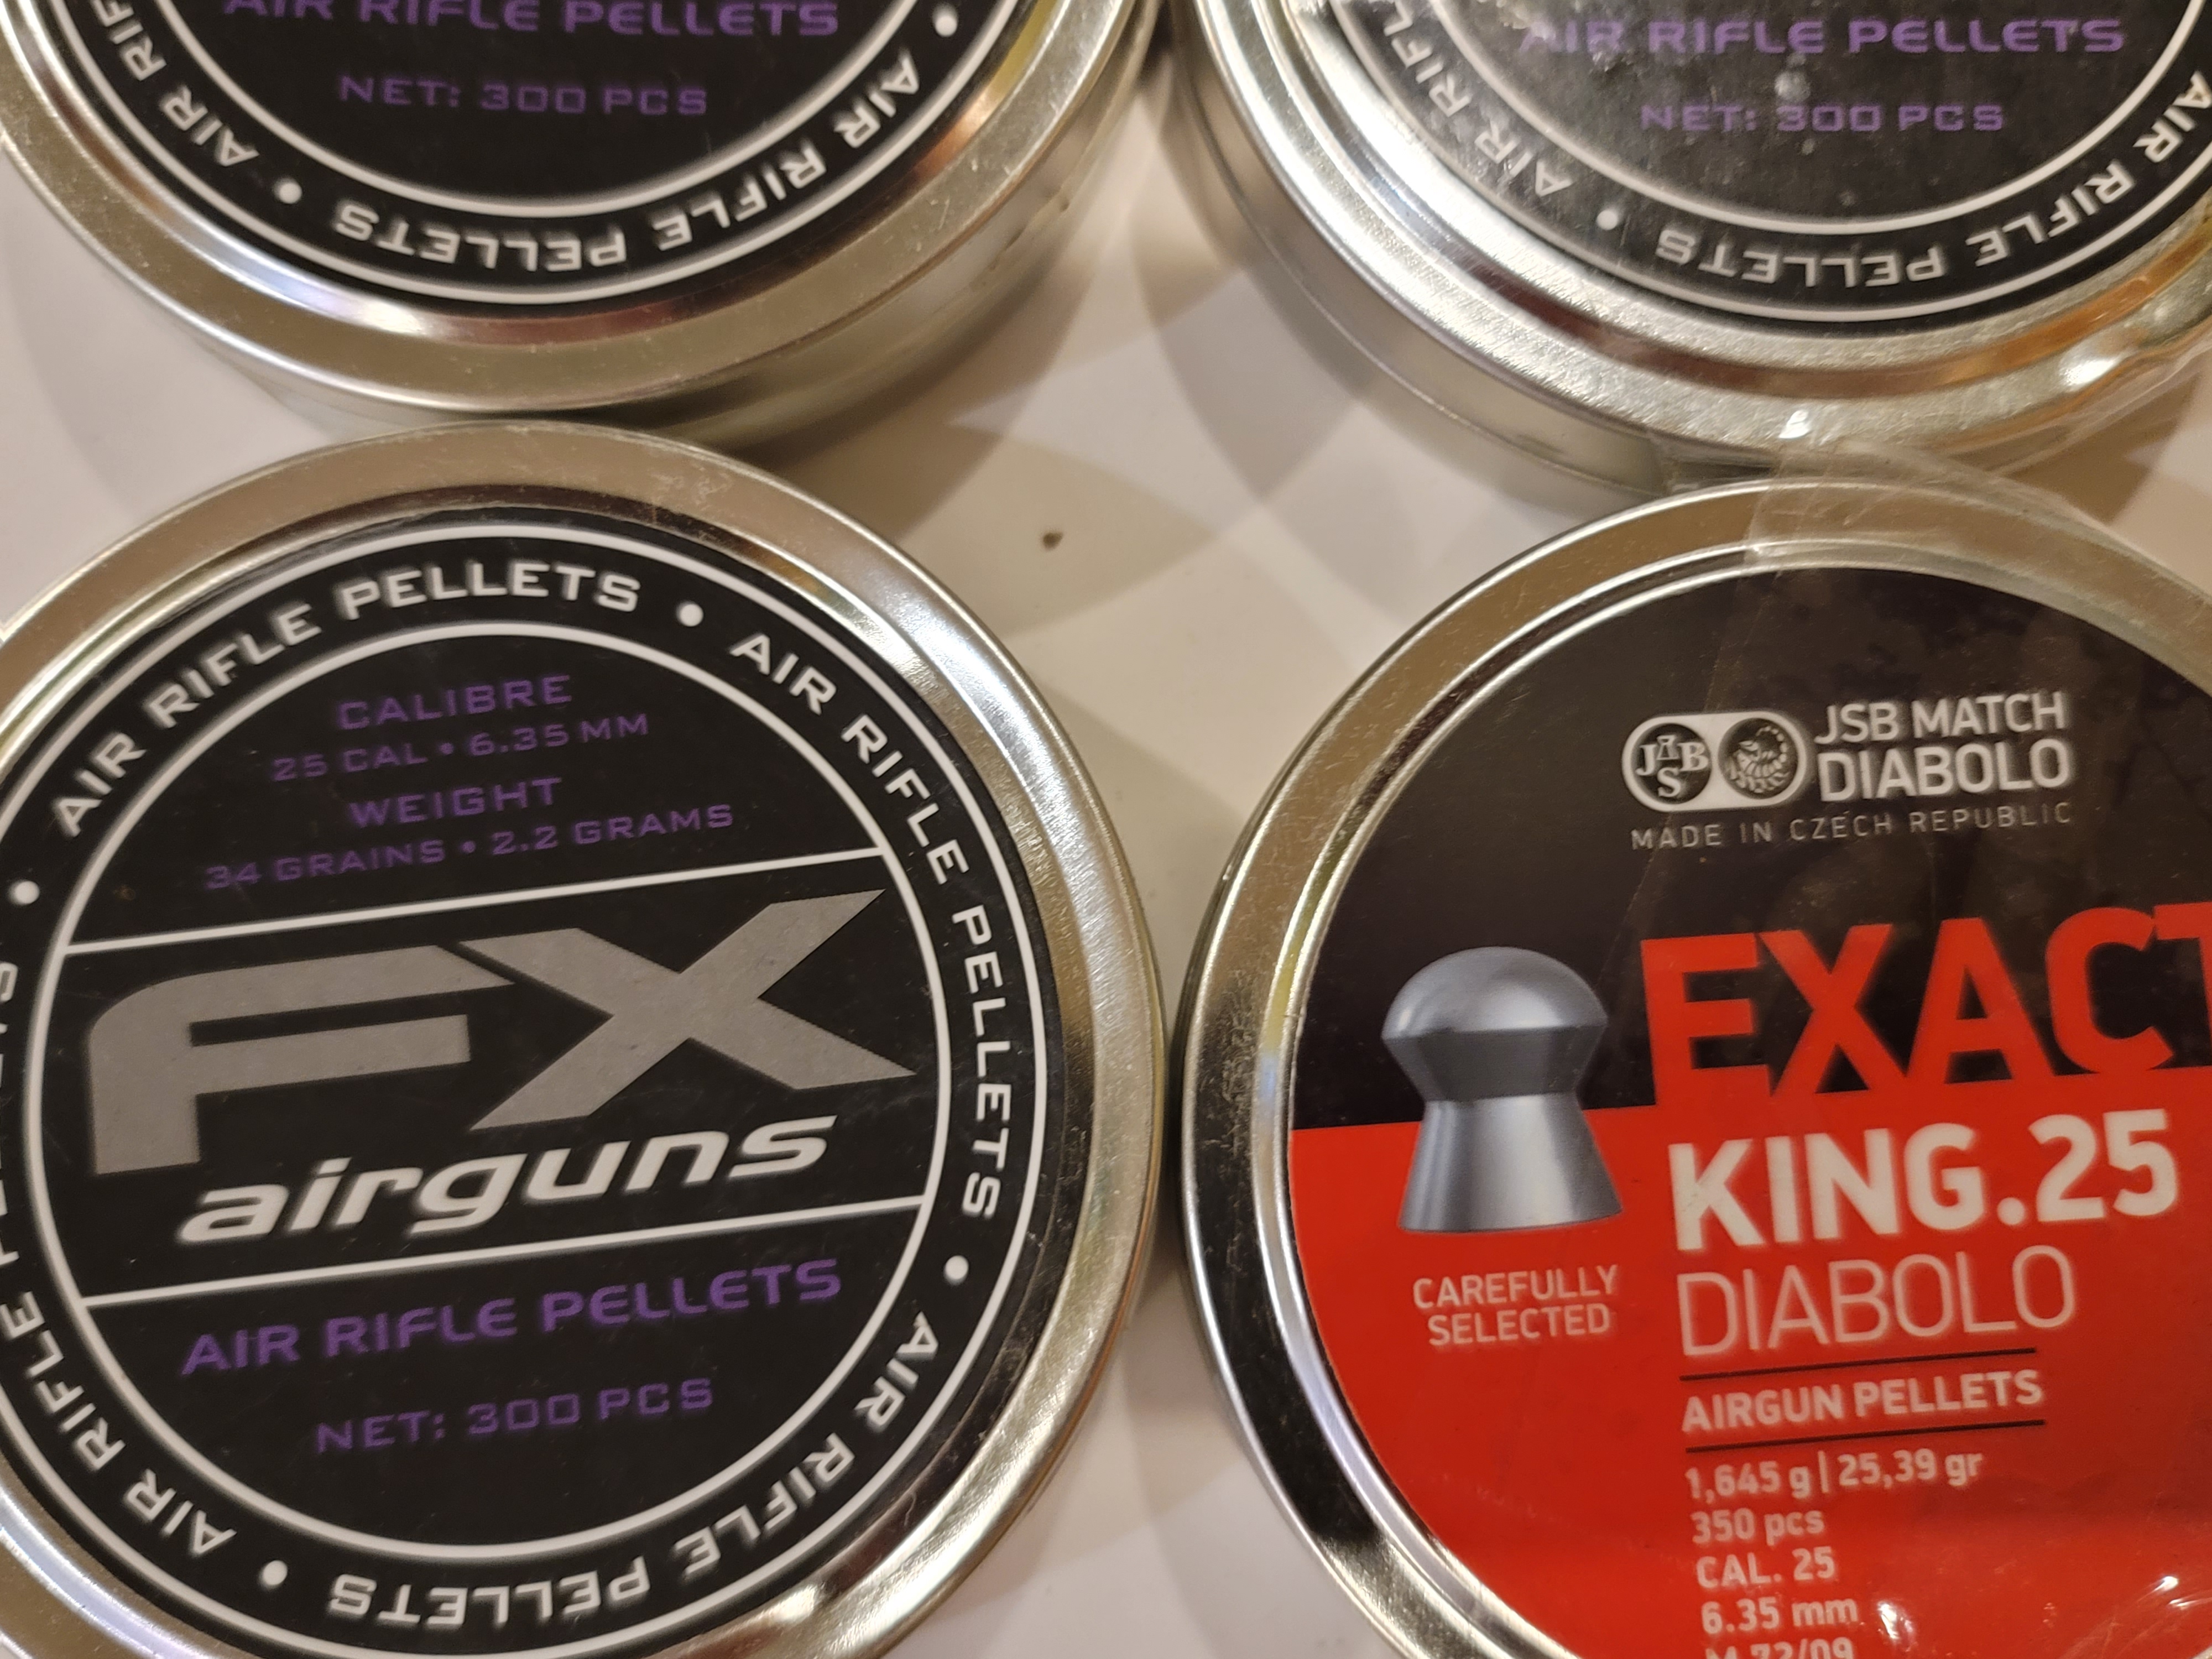 AIR RIFLE PELLETS
NET: 300 PCS
AIR RIFLE PELLETS • AIR
AIR RIFLE PELLETS
NET: 300 PCS
AIR RIFLE PELLETS • AIR
AIR RIFLE PELLETS • AIR RIFLE PELLETS • AIR RIFLE PELLETS • AIR RIFLE
CALIBRE
25 CAL • 6.35 MM
WEIGHT
34 GRAINS • 2.2 GRAMS
FX
airguns
AIR RIFLE PELLETS
NET: 300 PCS
JSB
JSB MATCH
DIABOLO
MADE IN CZECH REPUBLIC
EXACT
KING.25
DIABOLO
CAREFULLY
SELECTED
AIRGUN PELLETS
1,645 g | 25,39 gr
350 pcs
CAL. 25
6.35 mm